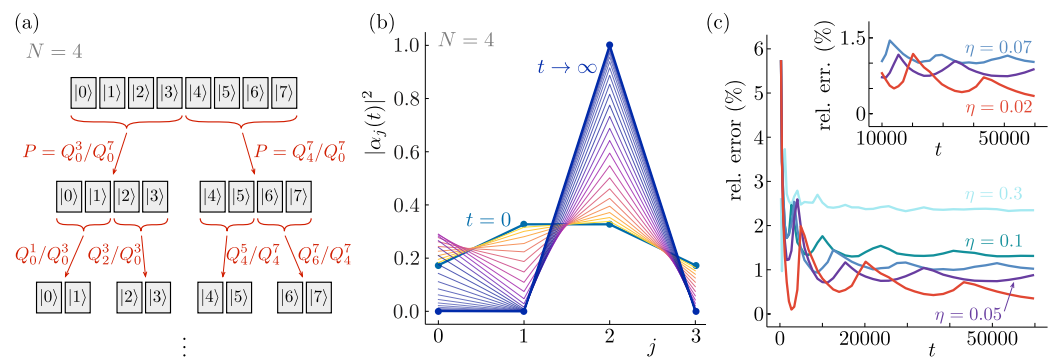 (a)
N = 4
|0⟩ |1⟩ |2⟩ |3⟩ |4⟩ |5⟩ |6⟩ |7⟩
P = Q_0^3/Q_0^7
P = Q_4^7/Q_0^7
|0⟩ |1⟩ |2⟩ |3⟩
|4⟩ |5⟩ |6⟩ |7⟩
Q_0^1/Q_0^3
Q_2^3/Q_0^3
Q_4^5/Q_4^7
Q_6^7/Q_4^7
|0⟩ |1⟩
|2⟩ |3⟩
|4⟩ |5⟩
|6⟩ |7⟩
⋮
(b)
N = 4
|α_j(t)|^2
1.0
0.8
0.6
0.4
0.2
0.0
t → ∞
t = 0
0 1 2 3
j
(c)
rel. error (%)
6
5
4
3
2
1
0
η = 0.3
η = 0.1
η = 0.05
0 20000 50000
t
rel. err. (%)
1.5
0
η = 0.07
η = 0.02
10000 50000
t